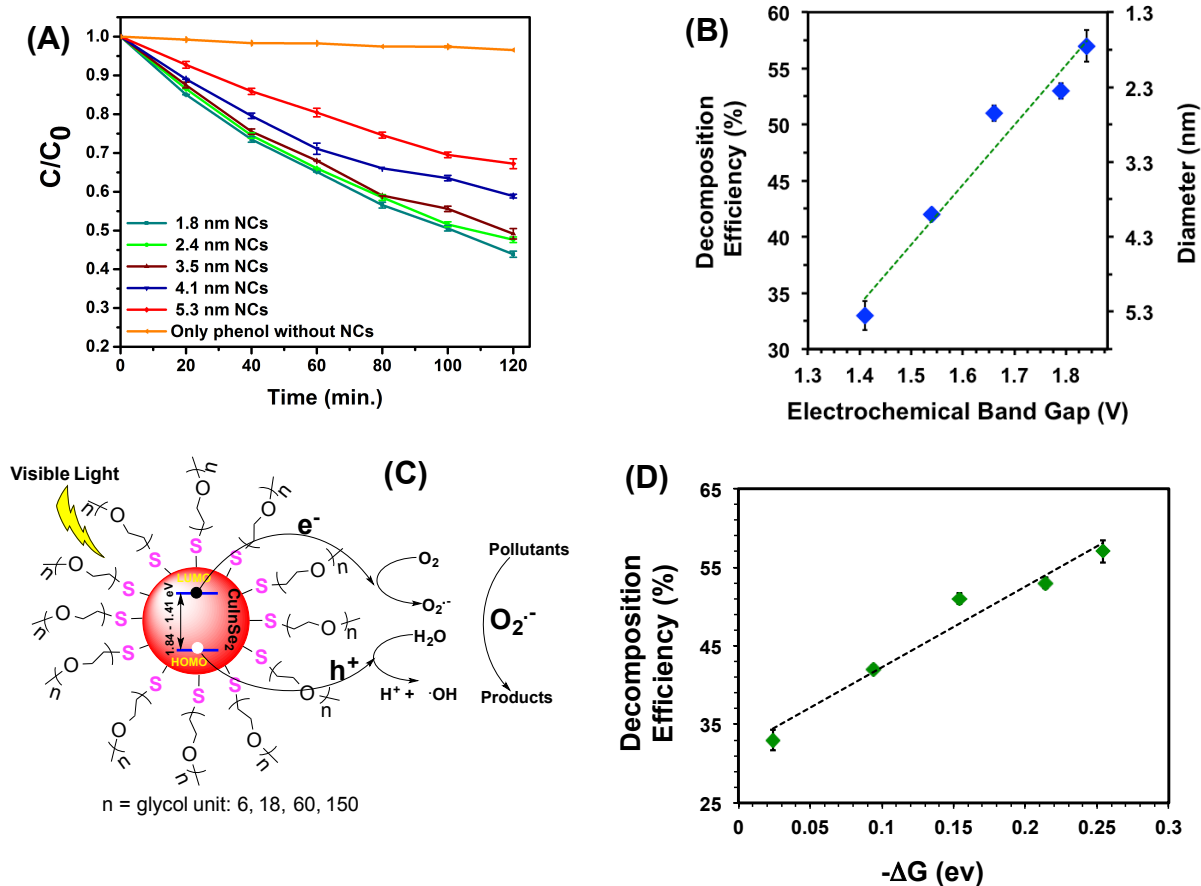 (A)
C/C0
1.0
0.9
0.8
0.7
0.6
0.5
0.4
0.3
0.2
1.8 nm NCs
2.4 nm NCs
3.5 nm NCs
4.1 nm NCs
5.3 nm NCs
Only phenol without NCs
0 20 40 60 80 100 120
Time (min.)
(B)
Decomposition
Efficiency (%)
60
55
50
45
40
35
30
1.3
2.3
3.3
4.3
5.3
Diameter (nm)
1.3 1.4 1.5 1.6 1.7 1.8
Electrochemical Band Gap (V)
(C)
Visible Light
LUMO
1.84 - 1.41 eV
CuInSe2
HOMO
S S S S S S S S S S S S
O O O O O O O O O O O O
n n n n n n n n n n n n
e-
O2
O2·-
H2O
h+
H+ + ·OH
Pollutants
O2·-
Products
n = glycol unit: 6, 18, 60, 150
(D)
Decomposition
Efficiency (%)
65
55
45
35
25
0 0.05 0.1 0.15 0.2 0.25 0.3
-ΔG (ev)